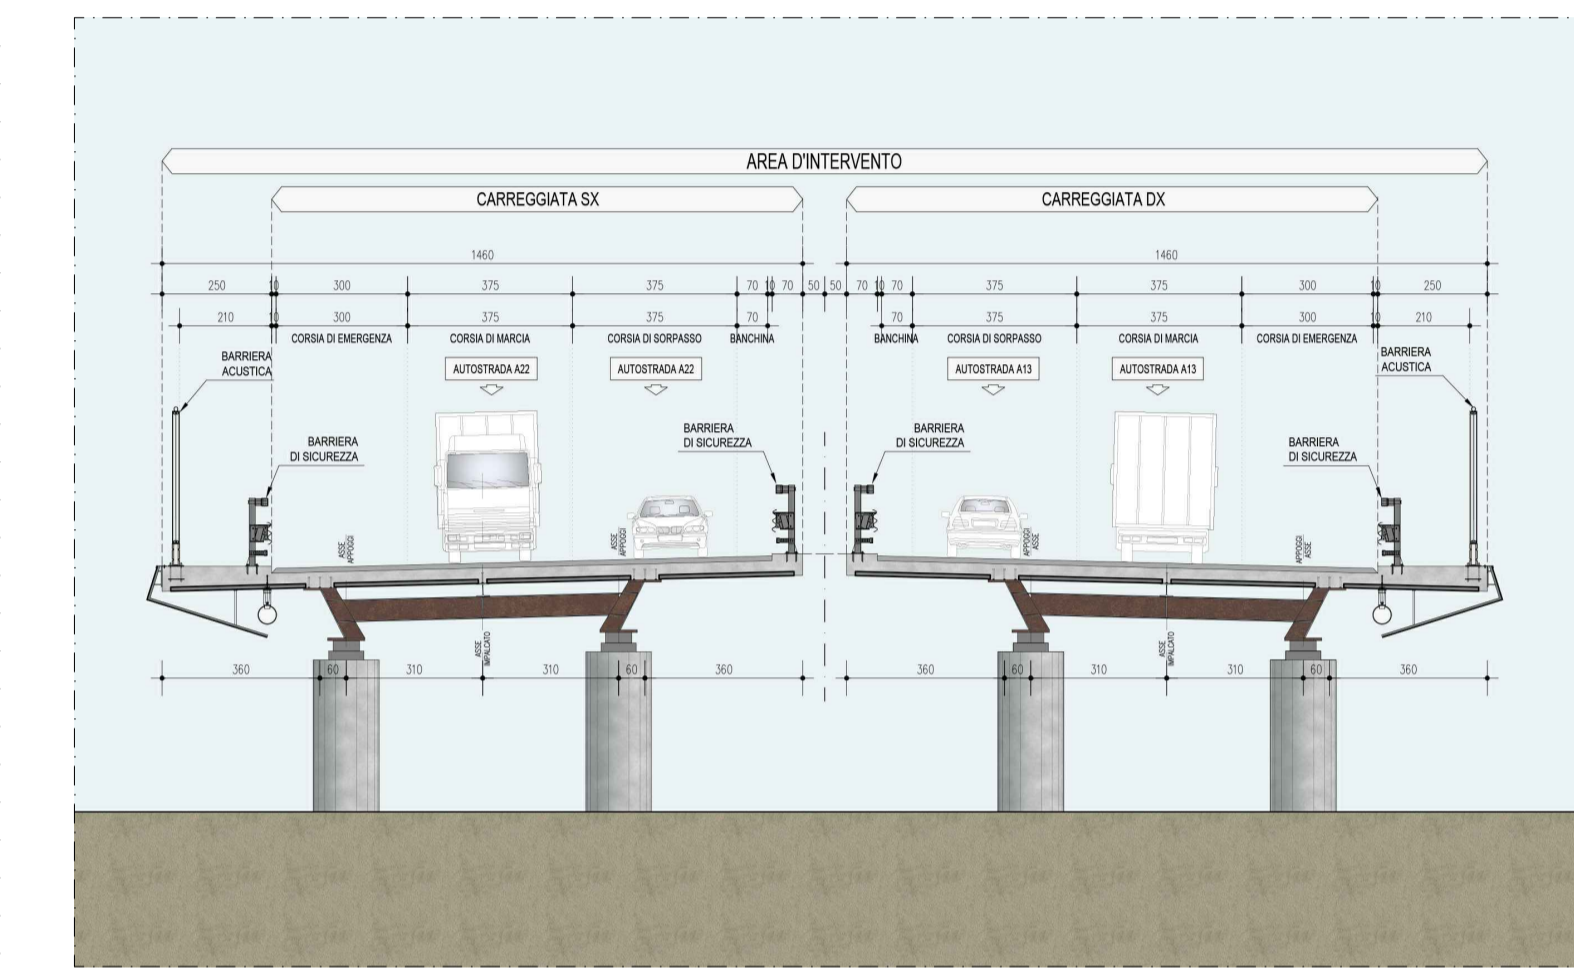 AREA D'INTERVENTO
CARREGGIATA SX
CARREGGIATA DX
1460
1460
250 10 300 375 375 70 10 70 50 50 70 10 70 375 375 300 10 250
210 300 375 375 70 70 375 375 300 10 210
CORSIA DI EMERGENZA
CORSIA DI MARCIA
CORSIA DI SORPASSO
BANCHINA
BANCHINA
CORSIA DI SORPASSO
CORSIA DI MARCIA
CORSIA DI EMERGENZA
BARRIERA
ACUSTICA
AUTOSTRADA A22
AUTOSTRADA A22
AUTOSTRADA A13
AUTOSTRADA A13
BARRIERA
ACUSTICA
BARRIERA
DI SICUREZZA
BARRIERA
DI SICUREZZA
BARRIERA
DI SICUREZZA
BARRIERA
DI SICUREZZA
ASSE
APPOGGI
ASSE
APPOGGI
APPOGGI
ASSE
APPOGGI
ASSE
ASSE
IMPALCATO
ASSE
IMPALCATO
360 60 310 310 60 360
360 60 310 310 60 360